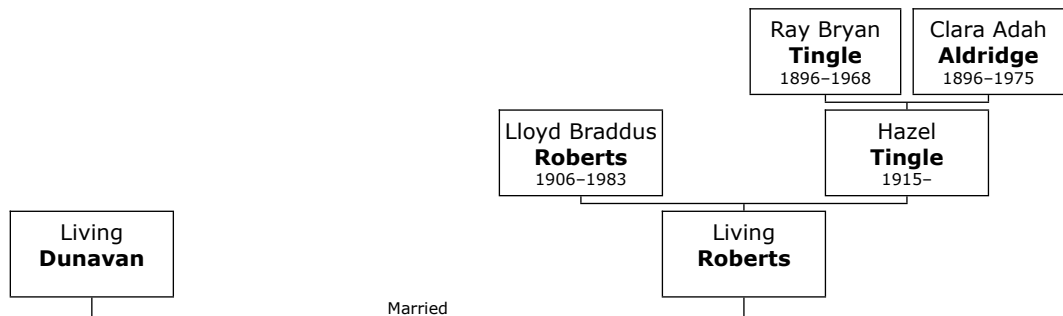 Ray Bryan
Tingle
1896–1968
Clara Adah
Aldridge
1896–1975
Lloyd Braddus
Roberts
1906–1983
Hazel
Tingle
1915–
Living
Dunavan
Living
Roberts
Married